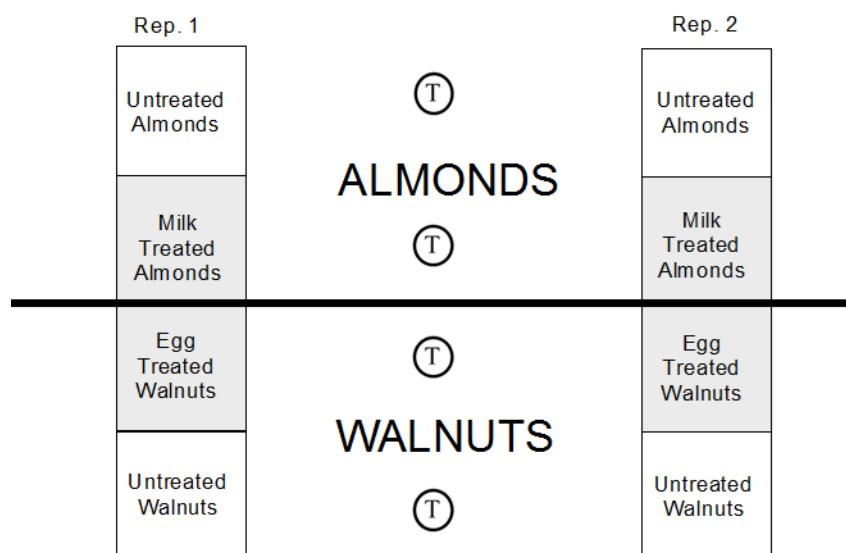 Rep. 1
Rep. 2
Untreated
Almonds
T
Untreated
Almonds
ALMONDS
Milk
Treated
Almonds
T
Milk
Treated
Almonds
Egg
Treated
Walnuts
T
Egg
Treated
Walnuts
WALNUTS
Untreated
Walnuts
T
Untreated
Walnuts